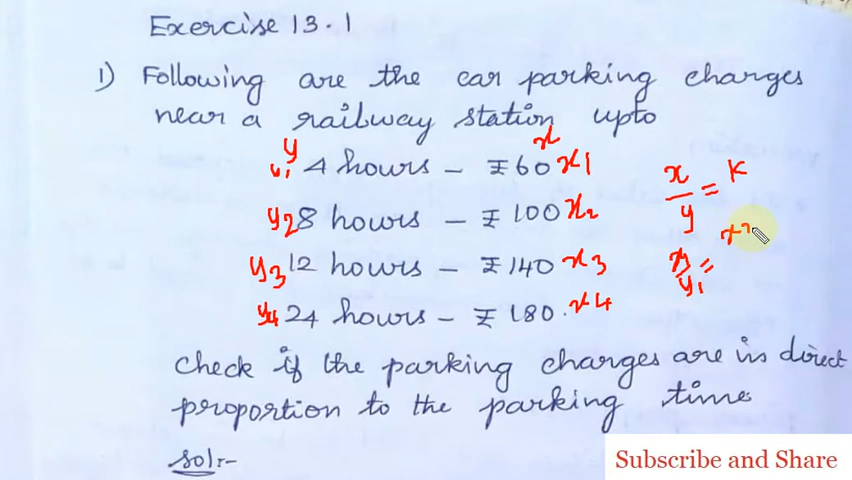 Exercise 13.1
1) Following are the car parking charges
near a railway station upto
y x
y1 4 hours - ₹60 x1
y2 8 hours - ₹100 x2
y3 12 hours - ₹140 x3
y4 24 hours - ₹180. x4
x/y = K
x1/y1 = x2
check if the parking charges are in direct
proportion to the parking time
Sol:-
Subscribe and Share